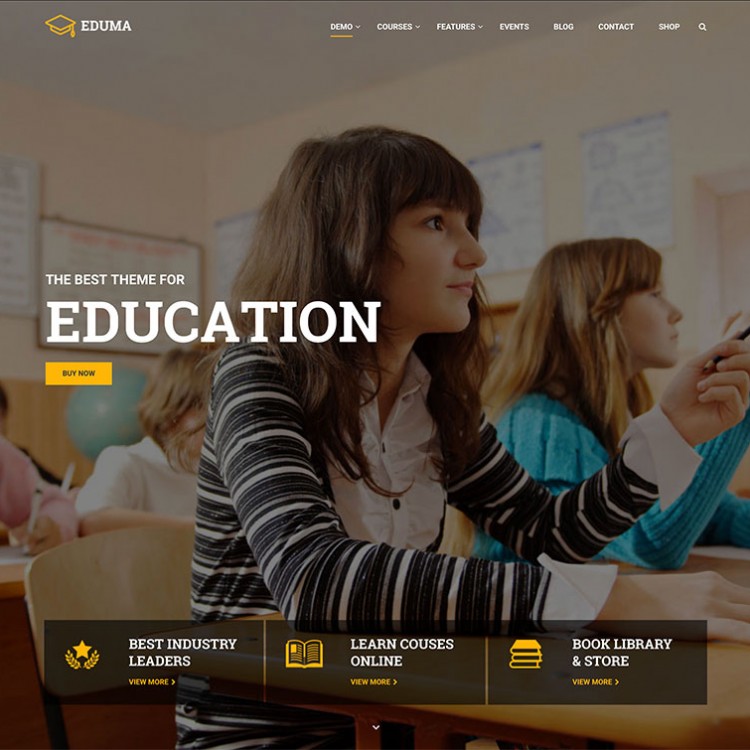 EDUMA
DEMO COURSES FEATURES EVENTS BLOG CONTACT SHOP
THE BEST THEME FOR
EDUCATION
BUY NOW
BEST INDUSTRY
LEADERS
VIEW MORE
LEARN COUSES
ONLINE
VIEW MORE
BOOK LIBRARY
& STORE
VIEW MORE